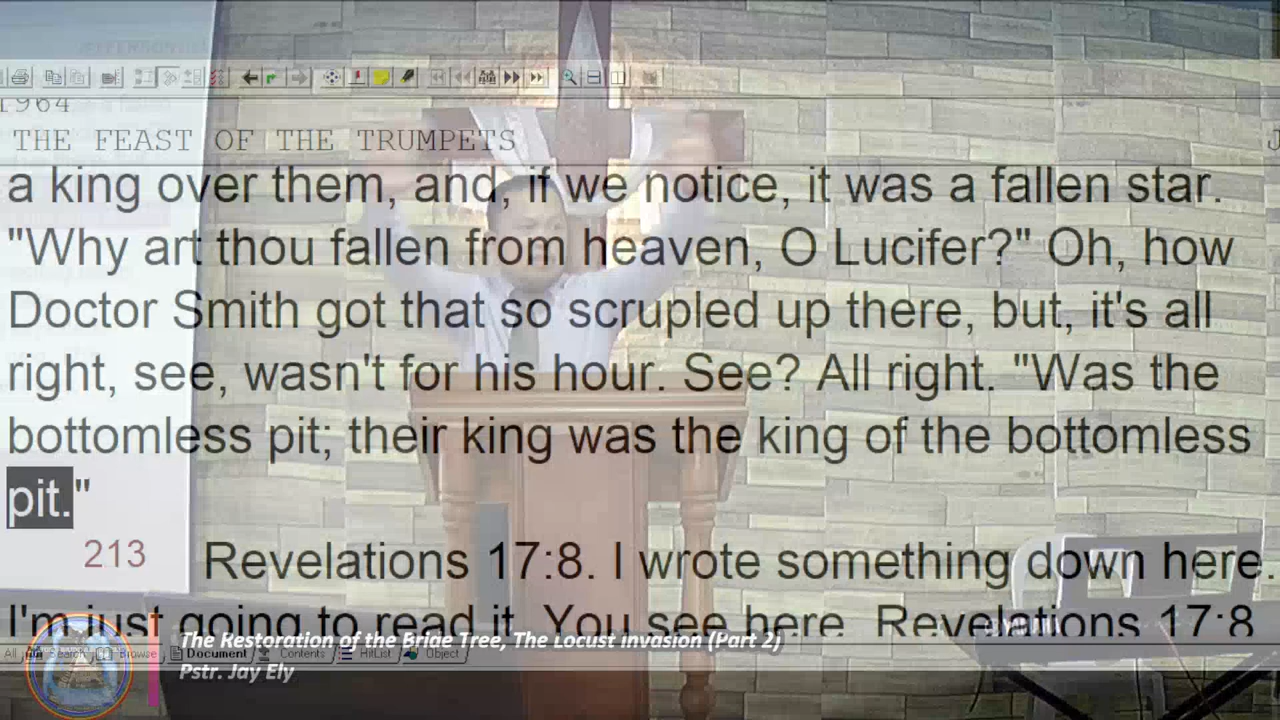 1964
THE FEAST OF THE TRUMPETS
a king over them, and, if we notice, it was a fallen star.
"Why art thou fallen from heaven, O Lucifer?" Oh, how
Doctor Smith got that so scrupled up there, but, it's all
right, see, wasn't for his hour. See? All right. "Was the
bottomless pit; their king was the king of the bottomless
pit."
213 Revelations 17:8. I wrote something down here.
I'm just going to read it. You see here, Revelations 17:8
All Search Browse Document Contents HitList Object
The Restoration of the Bride Tree, The Locust invasion (Part 2)
Pstr. Jay Ely